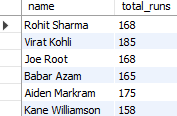 name total_runs
Rohit Sharma 168
Virat Kohli 185
Joe Root 168
Babar Azam 165
Aiden Markram 175
Kane Williamson 158